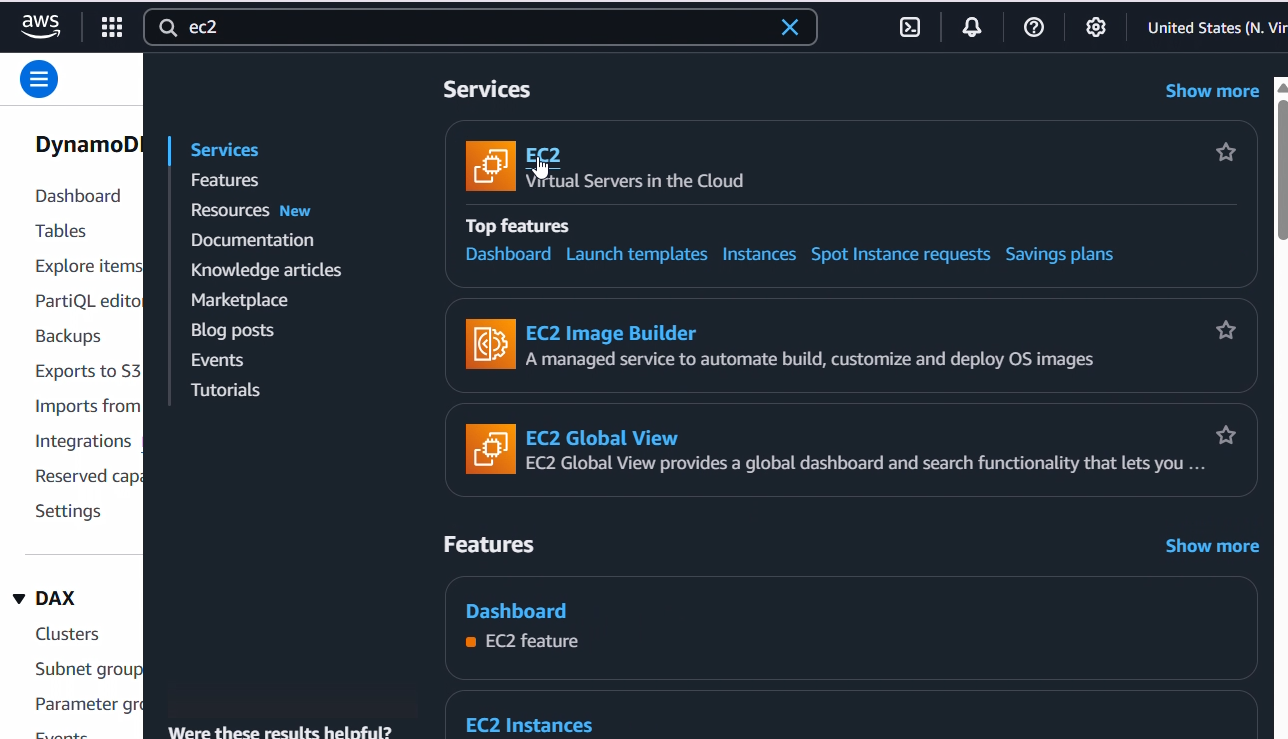 aws
ec2
United States (N. Vir
DynamoD
Dashboard
Tables
Explore items
PartiQL edito
Backups
Exports to S3
Imports from
Integrations
Reserved capa
Settings
DAX
Clusters
Subnet group
Parameter gr
Events
Services
Features
Resources New
Documentation
Knowledge articles
Marketplace
Blog posts
Events
Tutorials
Were these results helpful?
Services
Show more
EC2
Virtual Servers in the Cloud
Top features
Dashboard Launch templates Instances Spot Instance requests Savings plans
EC2 Image Builder
A managed service to automate build, customize and deploy OS images
EC2 Global View
EC2 Global View provides a global dashboard and search functionality that lets you ...
Features
Show more
Dashboard
EC2 feature
EC2 Instances